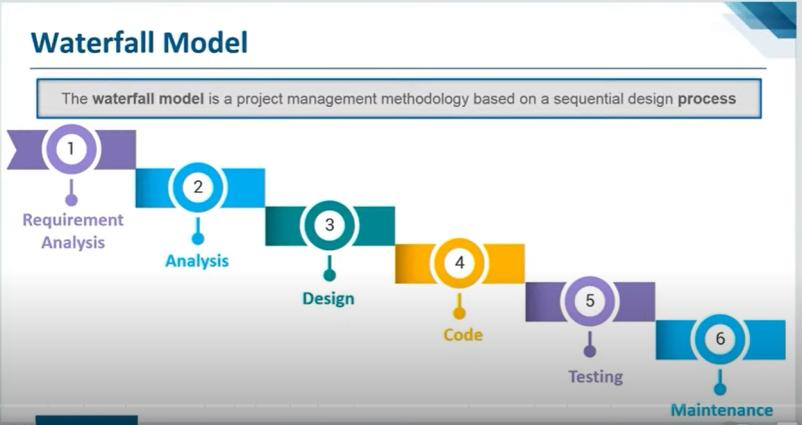 Waterfall Model
The waterfall model is a project management methodology based on a sequential design process
1
Requirement
Analysis
2
Analysis
3
Design
4
Code
5
Testing
6
Maintenance